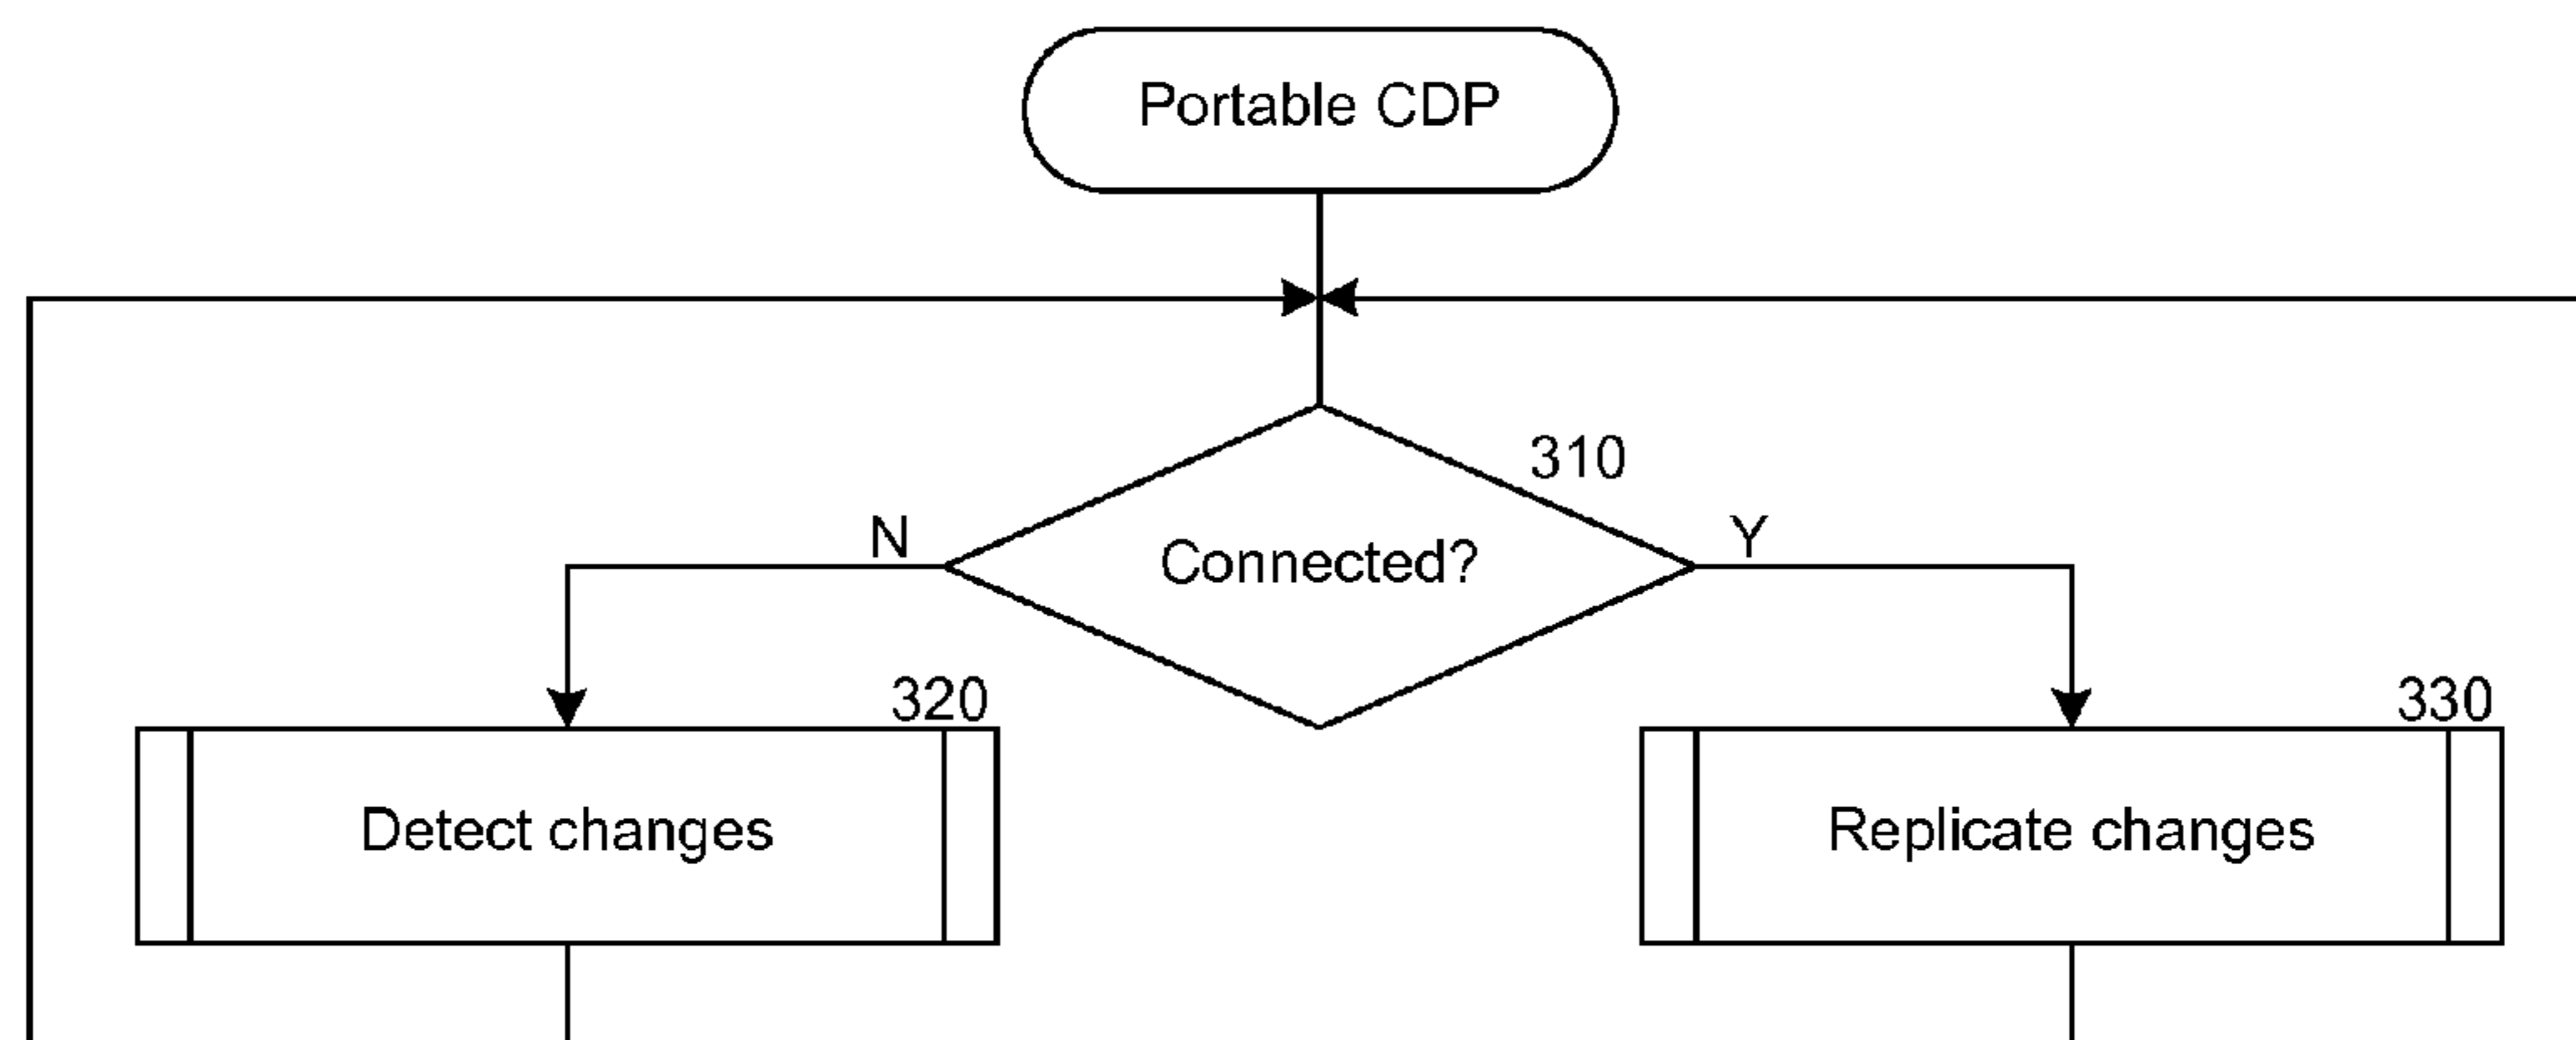 Portable CDP
310
N
Connected?
Y
320
330
Detect changes
Replicate changes